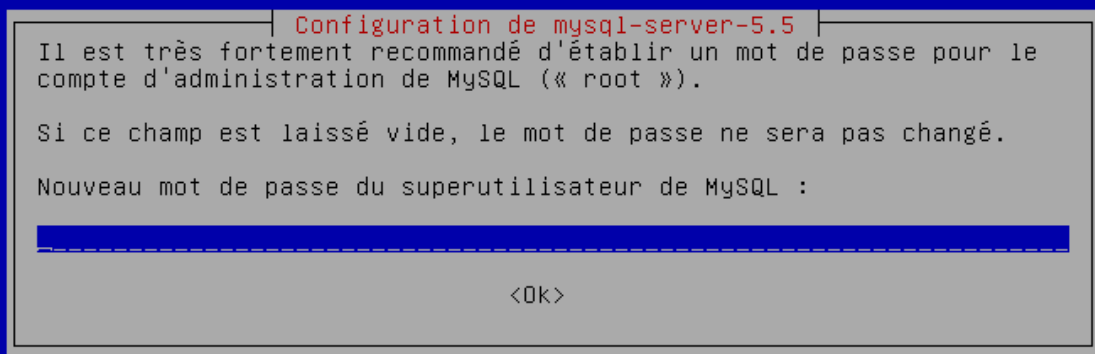 Configuration de mysql-server-5.5
Il est très fortement recommandé d'établir un mot de passe pour le
compte d'administration de MySQL (« root »).
Si ce champ est laissé vide, le mot de passe ne sera pas changé.
Nouveau mot de passe du superutilisateur de MySQL :
<Ok>